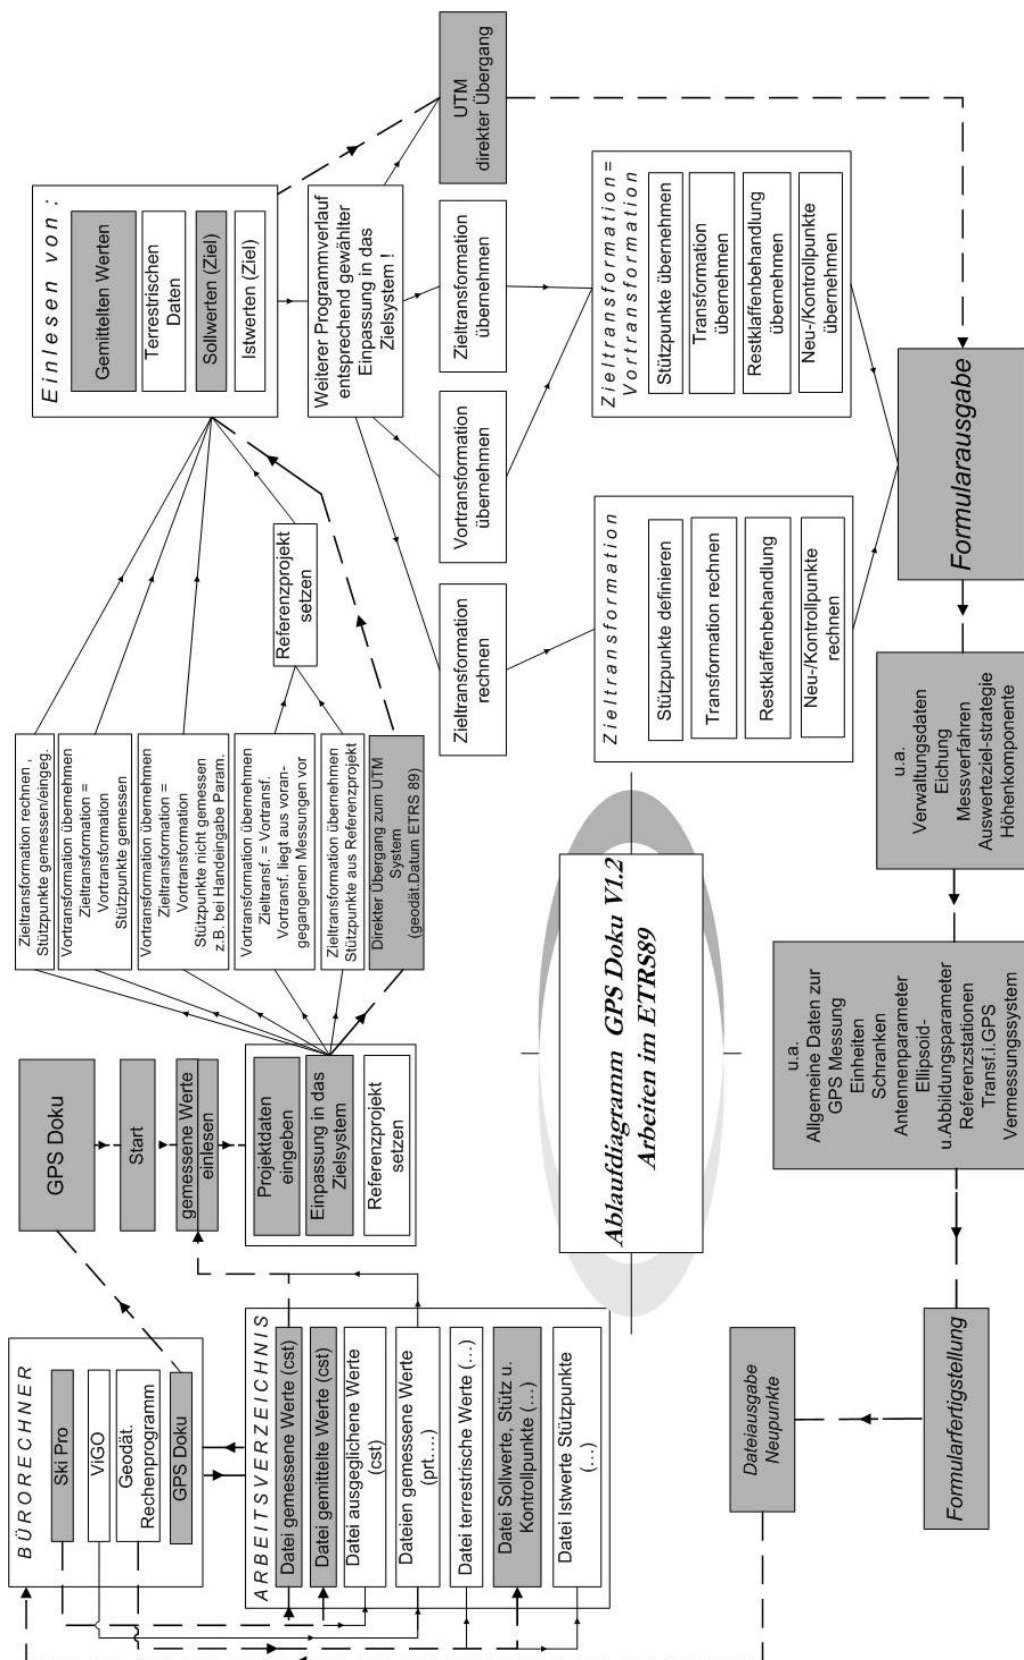 BÜRORECHNER
Ski Pro
ViGO
Geodät.
Rechenprogramm
GPS Doku
ARBEITSVERZEICHNIS
Datei gemessene Werte (cst)
Datei gemittelte Werte (cst)
Datei ausgeglichene Werte
(cst)
Dateien gemessene Werte
(prt....)
Datei terrestrische Werte (...)
Datei Sollwerte, Stütz u.
Kontrollpunkte (...)
Datei Istwerte Stützpunkte
(...)
GPS Doku
Start
gemessene Werte
einlesen
Projektdaten
eingeben
Einpassung in das
Zielsystem
Referenzprojekt
setzen
Zieltransformation rechnen ,
Stützpunkte gemessen/eingeg.
Vortransformation übernehmen
Zieltransformation =
Vortransformation
Stützpunkte gemessen
Vortransformation übernehmen
Zieltransformation =
Vortransformation
Stützpunkte nicht gemessen
z.B. bei Handeingabe Param.
Vortransformation übernehmen
Zieltransf. = Vortransf.
Vortransf. liegt aus voran-
gegangenen Messungen vor
Zieltransformation übernehmen
Stützpunkte aus Referenzprojekt
Direkter Übergang zum UTM
System
(geodät.Datum ETRS 89)
Referenzprojekt
setzen
Einlesen von:
Gemittelten Werten
Terrestrischen
Daten
Sollwerten (Ziel)
Istwerten (Ziel)
Weiterer Programmverlauf
entsprechend gewählter
Einpassung in das
Zielsystem !
Zieltransformation
rechnen
Vortransformation
übernehmen
Zieltransformation
übernehmen
UTM
direkter Übergang
Zieltransformation
Stützpunkte definieren
Transformation rechnen
Restklaffenbehandlung
Neu-/Kontrollpunkte
rechnen
Zieltransformation=
Vortransformation
Stützpunkte übernehmen
Transformation
übernehmen
Restklaffenbehandlung
übernehmen
Neu-/Kontrollpunkte
übernehmen
Ablaufdiagramm GPS Doku V1.2
Arbeiten im ETRS89
Formularausgabe
u.a.
Verwaltungsdaten
Eichung
Messverfahren
Auswerteziel-strategie
Höhenkomponente
u.a.
Allgemeine Daten zur
GPS Messung
Einheiten
Schranken
Antennenparameter
Ellipsoid-
u.Abbildungsparameter
Referenzstationen
Transf.i.GPS
Vermessungssystem
Formularfertigstellung
Dateiausgabe
Neupunkte